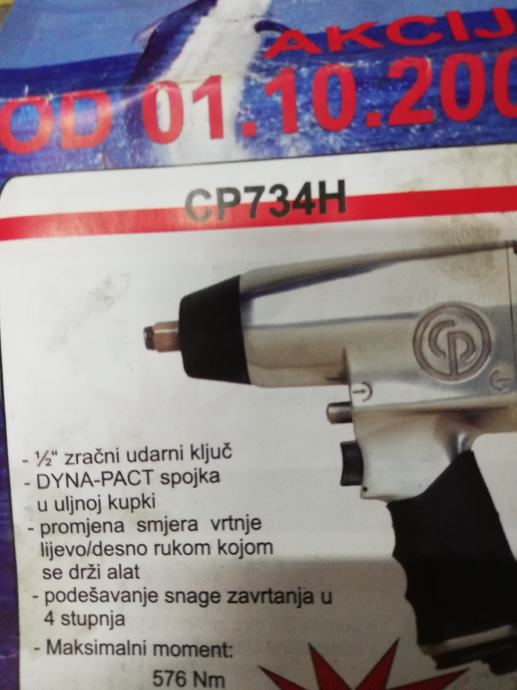 AKCIJ
OD 01.10.200
CP734H
CP
- ½“ zračni udarni ključ
- DYNA-PACT spojka
u uljnoj kupki
- promjena smjera vrtnje
lijevo/desno rukom kojom
se drži alat
- podešavanje snage zavrtanja u
4 stupnja
- Maksimalni moment:
576 Nm